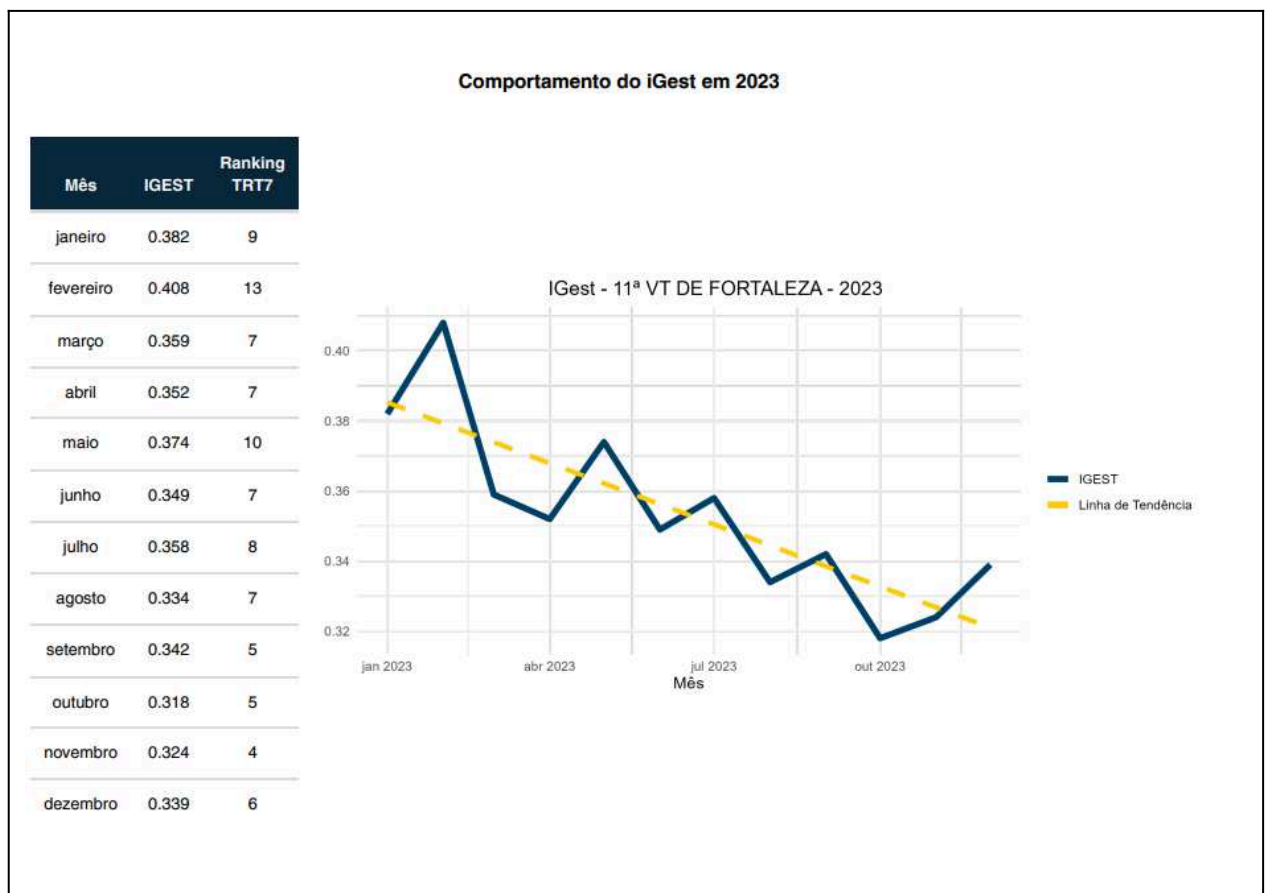 Comportamento do iGest em 2023
Mês IGEST Ranking TRT7
janeiro 0.382 9
fevereiro 0.408 13
março 0.359 7
abril 0.352 7
maio 0.374 10
junho 0.349 7
julho 0.358 8
agosto 0.334 7
setembro 0.342 5
outubro 0.318 5
novembro 0.324 4
dezembro 0.339 6
IGest - 11ª VT DE FORTALEZA - 2023
0.40
0.38
0.36
0.34
0.32
jan 2023 abr 2023 jul 2023 out 2023
Mês
IGEST
Linha de Tendência